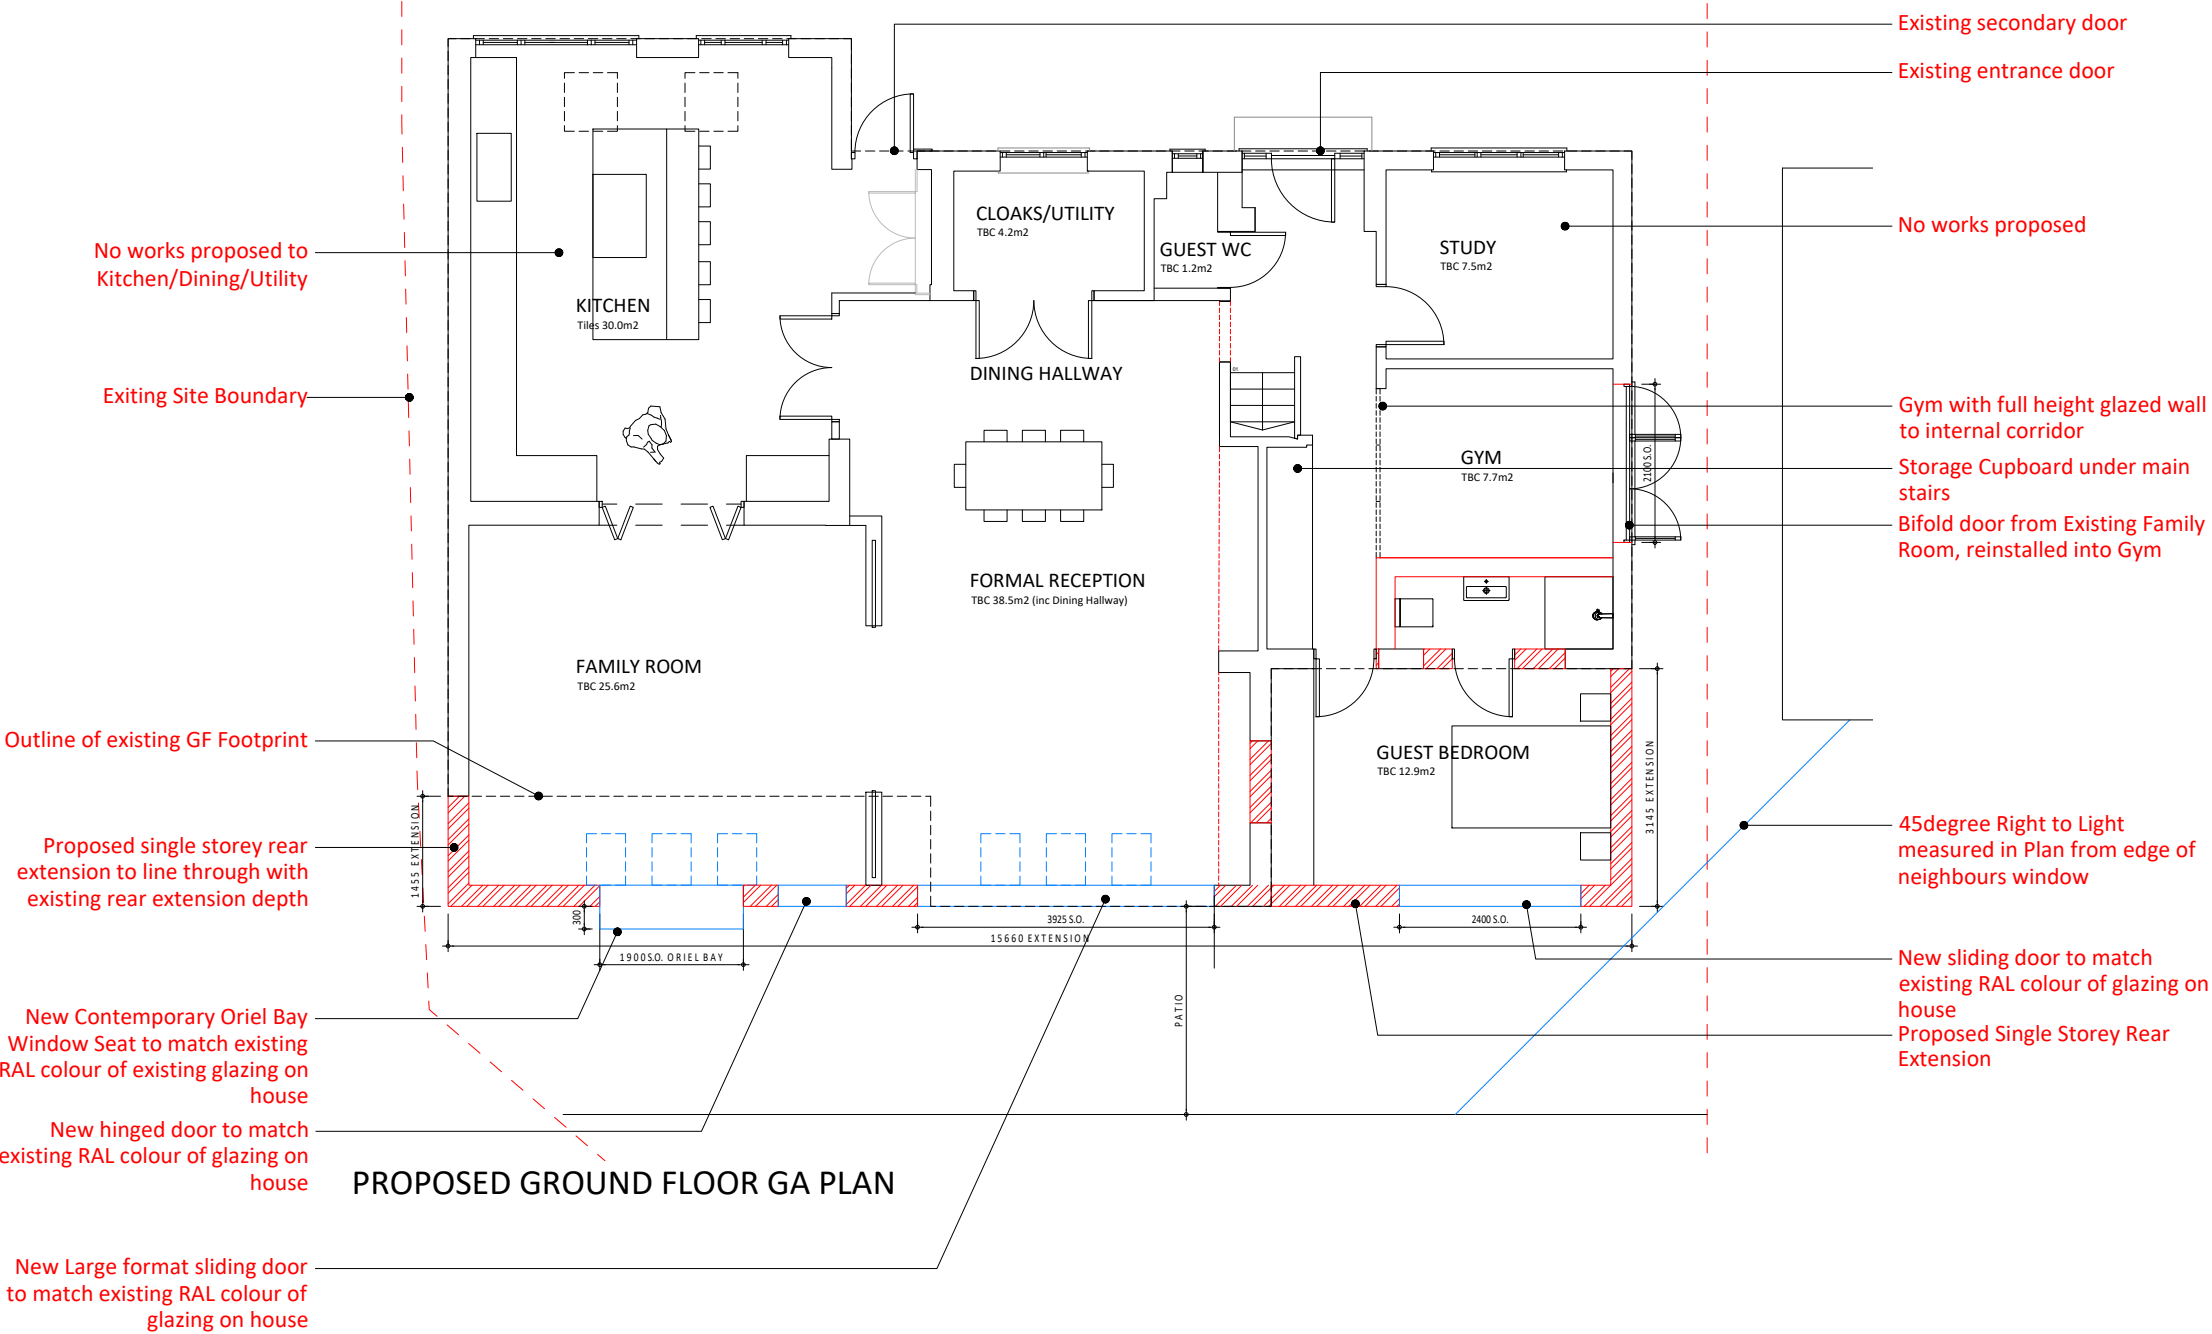 Existing secondary door
Existing entrance door
No works proposed
Gym with full height glazed wall
to internal corridor
Storage Cupboard under main
stairs
Bifold door from Existing Family
Room, reinstalled into Gym
45degree Right to Light
measured in Plan from edge of
neighbours window
New sliding door to match
existing RAL colour of glazing on
house
Proposed Single Storey Rear
Extension
No works proposed to
Kitchen/Dining/Utility
Exiting Site Boundary
Outline of existing GF Footprint
Proposed single storey rear
extension to line through with
existing rear extension depth
New Contemporary Oriel Bay
Window Seat to match existing
RAL colour of existing glazing on
house
New hinged door to match
existing RAL colour of glazing on
house
New Large format sliding door
to match existing RAL colour of
glazing on house
KITCHEN
Tiles 30.0m2
CLOAKS/UTILITY
TBC 4.2m2
GUEST WC
TBC 1.2m2
STUDY
TBC 7.5m2
DINING HALLWAY
01
GYM
TBC 7.7m2
2100 S.O.
FORMAL RECEPTION
TBC 38.5m2 (inc Dining Hallway)
FAMILY ROOM
TBC 25.6m2
GUEST BEDROOM
TBC 12.9m2
3145 EXTENSION
1455 EXTENSION
300
1900S.O. ORIEL BAY
3925 S.O.
15660 EXTENSION
2400 S.O.
PATIO
PROPOSED GROUND FLOOR GA PLAN